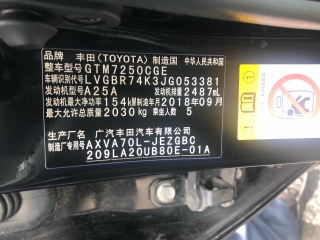 品牌 丰田(TOYOTA) 制造国 中华人民共和国
整车型号 GTM7250CGE
车辆识别代号 LVGBR74K3JG053381
发动机型号 A25A 发动机排量 2487mL
发动机最大净功率 154kW 制造年月 2018年09月
最大允许总质量 2030 kg 乘坐人数 5
生产厂名 广汽丰田汽车有限公司
制造厂专用号 AXVA70L-JEZGBC
209LA20UB80E-01A